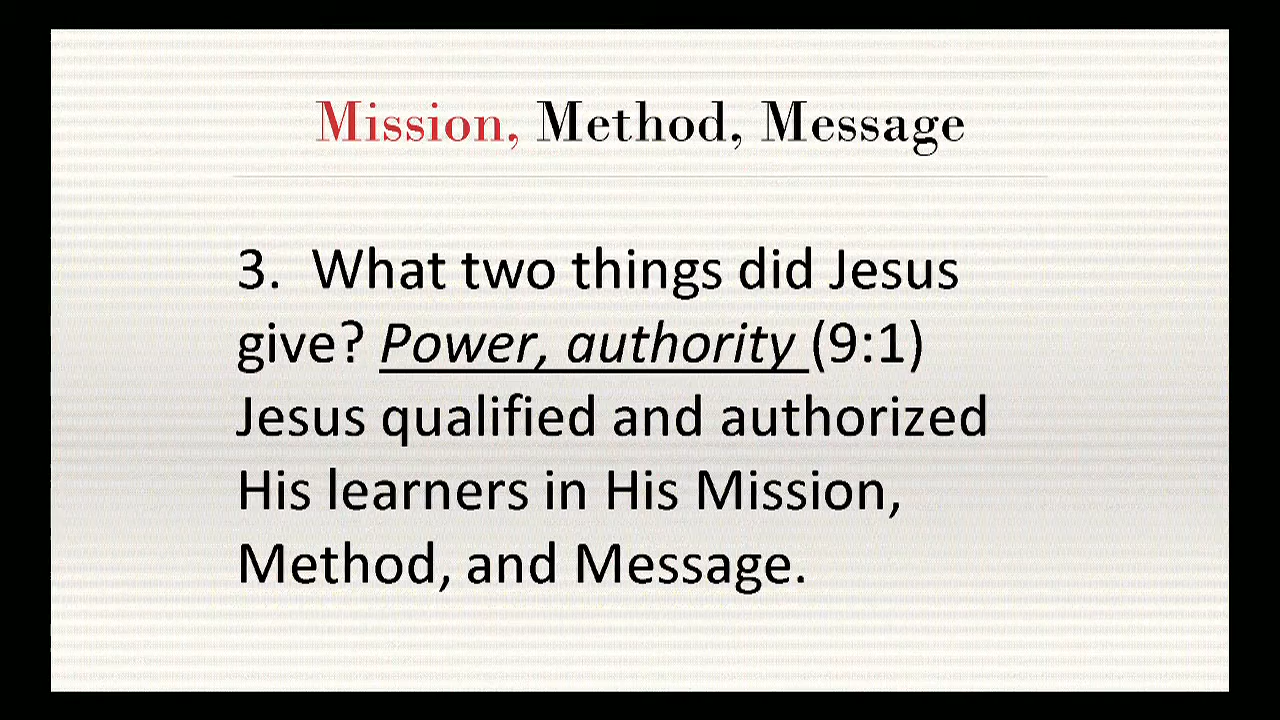 Mission, Method, Message
3. What two things did Jesus
give? Power, authority (9:1)
Jesus qualified and authorized
His learners in His Mission,
Method, and Message.